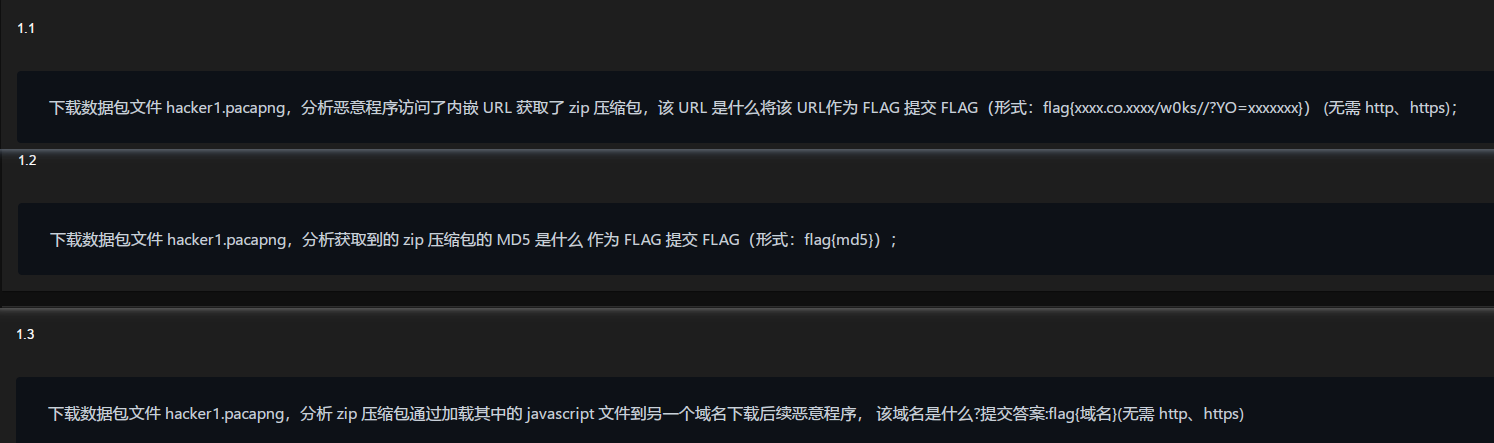 1.1
下载数据包文件 hacker1.pacapng，分析恶意程序访问了内嵌 URL 获取了 zip 压缩包，该 URL 是什么将该 URL作为 FLAG 提交 FLAG（形式：flag{xxxx.co.xxxx/w0ks//?YO=xxxxxxx}） (无需 http、https)；
1.2
下载数据包文件 hacker1.pacapng，分析获取到的 zip 压缩包的 MD5 是什么 作为 FLAG 提交 FLAG（形式：flag{md5}）；
1.3
下载数据包文件 hacker1.pacapng，分析 zip 压缩包通过加载其中的 javascript 文件到另一个域名下载后续恶意程序， 该域名是什么?提交答案:flag{域名}(无需 http、https)